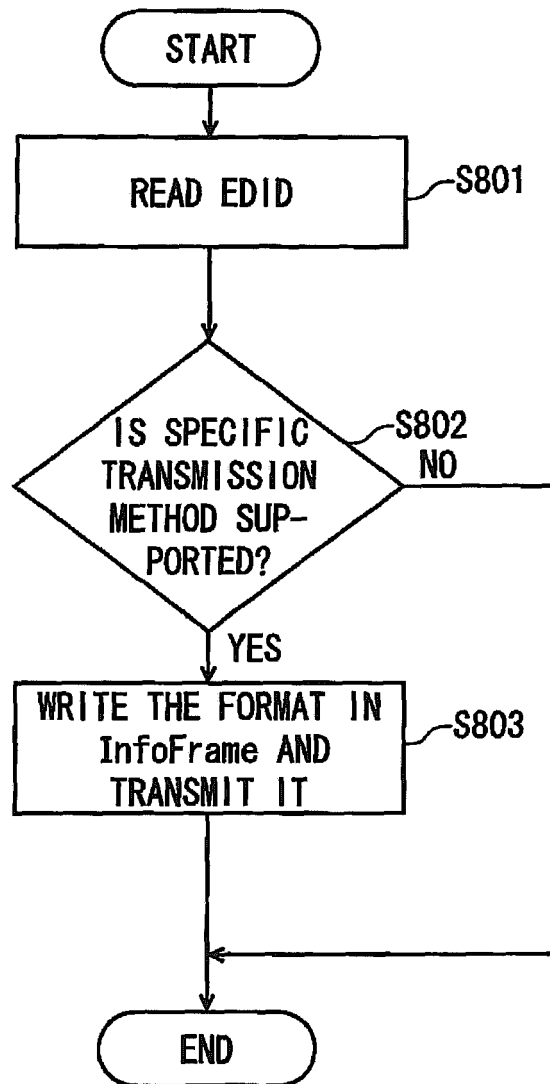 START
READ EDID
S801
IS SPECIFIC
TRANSMISSION
METHOD SUP-
PORTED?
S802
NO
YES
WRITE THE FORMAT IN
InfoFrame AND
TRANSMIT IT
S803
END